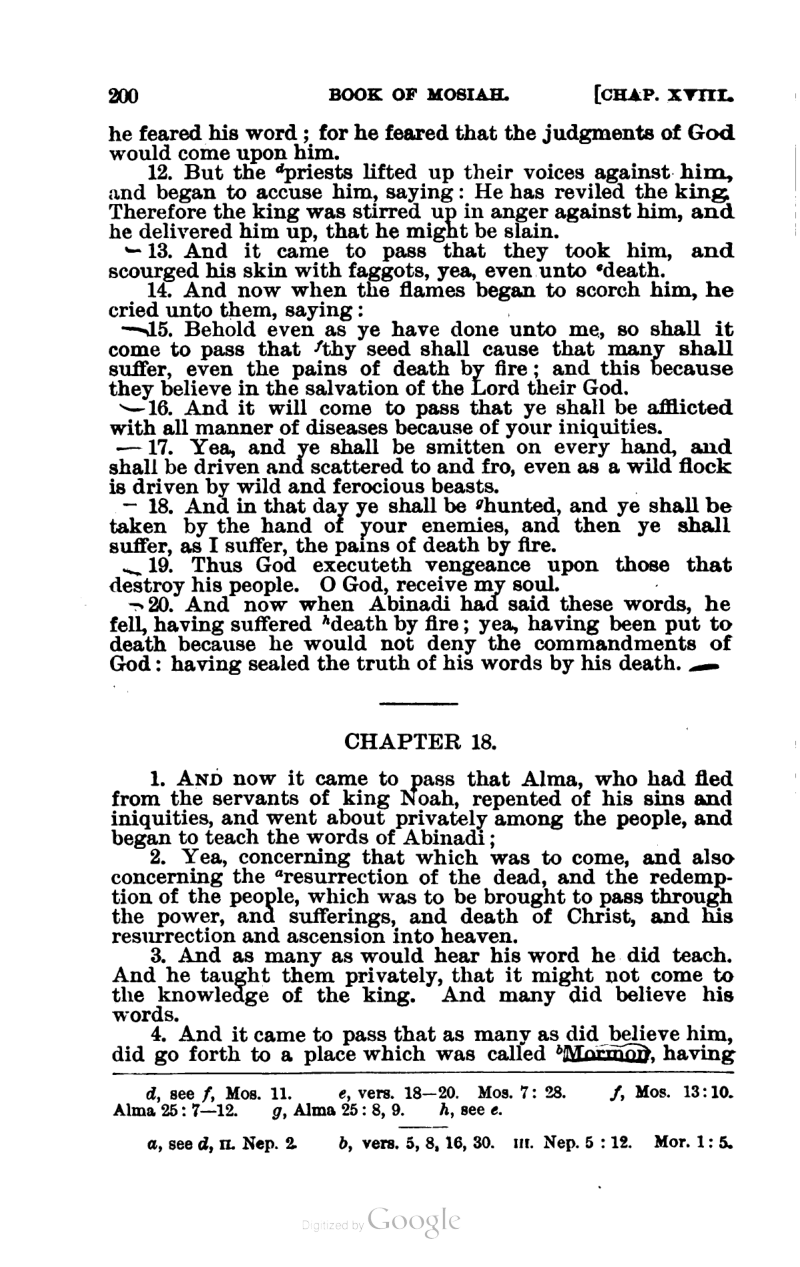 200 BOOK OF MOSIAH. [CHAP. XVIII.
he feared his word; for he feared that the judgments of God
would come upon him.
12. But the dpriests lifted up their voices against him,
and began to accuse him, saying: He has reviled the king.
Therefore the king was stirred up in anger against him, and
he delivered him up, that he might be slain.
13. And it came to pass that they took him, and
scourged his skin with faggots, yea, even unto edeath.
14. And now when the flames began to scorch him, he
cried unto them, saying:
15. Behold even as ye have done unto me, so shall it
come to pass that fthy seed shall cause that many shall
suffer, even the pains of death by fire; and this because
they believe in the salvation of the Lord their God.
16. And it will come to pass that ye shall be afflicted
with all manner of diseases because of your iniquities.
17. Yea, and ye shall be smitten on every hand, and
shall be driven and scattered to and fro, even as a wild flock
is driven by wild and ferocious beasts.
18. And in that day ye shall be ghunted, and ye shall be
taken by the hand of your enemies, and then ye shall
suffer, as I suffer, the pains of death by fire.
19. Thus God executeth vengeance upon those that
destroy his people. O God, receive my soul.
20. And now when Abinadi had said these words, he
fell, having suffered hdeath by fire; yea, having been put to
death because he would not deny the commandments of
God: having sealed the truth of his words by his death.
CHAPTER 18.
1. AND now it came to pass that Alma, who had fled
from the servants of king Noah, repented of his sins and
iniquities, and went about privately among the people, and
began to teach the words of Abinadi;
2. Yea, concerning that which was to come, and also
concerning the aresurrection of the dead, and the redemp-
tion of the people, which was to be brought to pass through
the power, and sufferings, and death of Christ, and his
resurrection and ascension into heaven.
3. And as many as would hear his word he did teach.
And he taught them privately, that it might not come to
the knowledge of the king. And many did believe his
words.
4. And it came to pass that as many as did believe him,
did go forth to a place which was called bMormon, having
d, see f, Mos. 11. e, vers. 18—20. Mos. 7: 28. f, Mos. 13:10.
Alma 25: 7—12. g, Alma 25: 8, 9. h, see e.
a, see d, II. Nep. 2. b, vers. 5, 8, 16, 30. III. Nep. 5:12. Mor. 1:5.
Digitized by Google